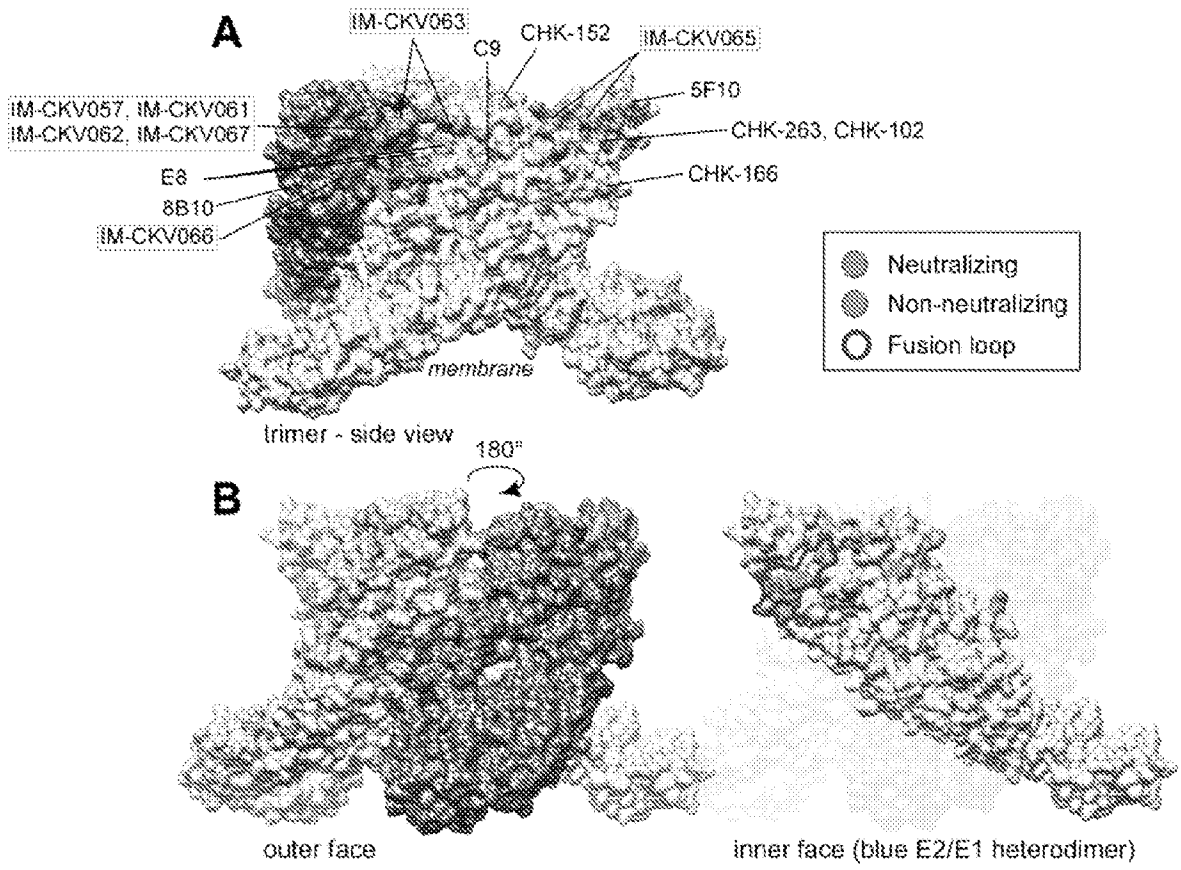 A
IM-CKV063
C9
CHK-152
IM-CKV065
5F10
CHK-263, CHK-102
CHK-166
IM-CKV057, IM-CKV061
IM-CKV062, IM-CKV067
E8
8B10
IM-CKV066
Neutralizing
Non-neutralizing
Fusion loop
membrane
trimer - side view
180°
B
outer face
inner face (blue E2/E1 heterodimer)